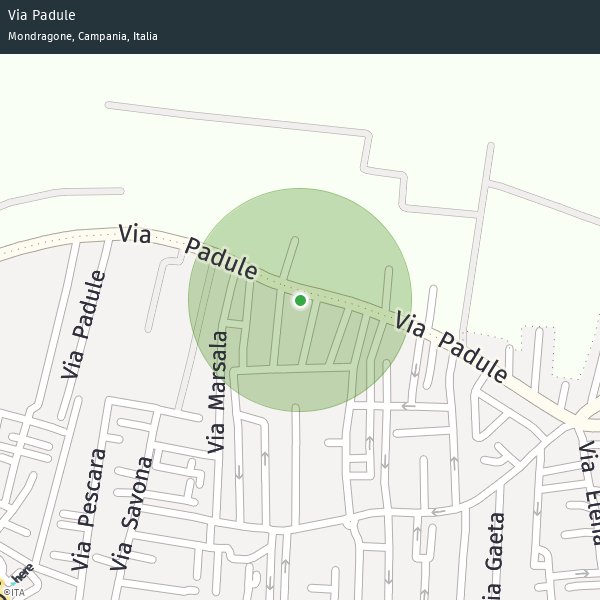 Via Padule
Mondragone, Campania, Italia
Via Padule
Via Padule
Via Padule
Via Marsala
Via Pescara
Via Savona
Via Gaeta
Via Etelia
here
©ITA